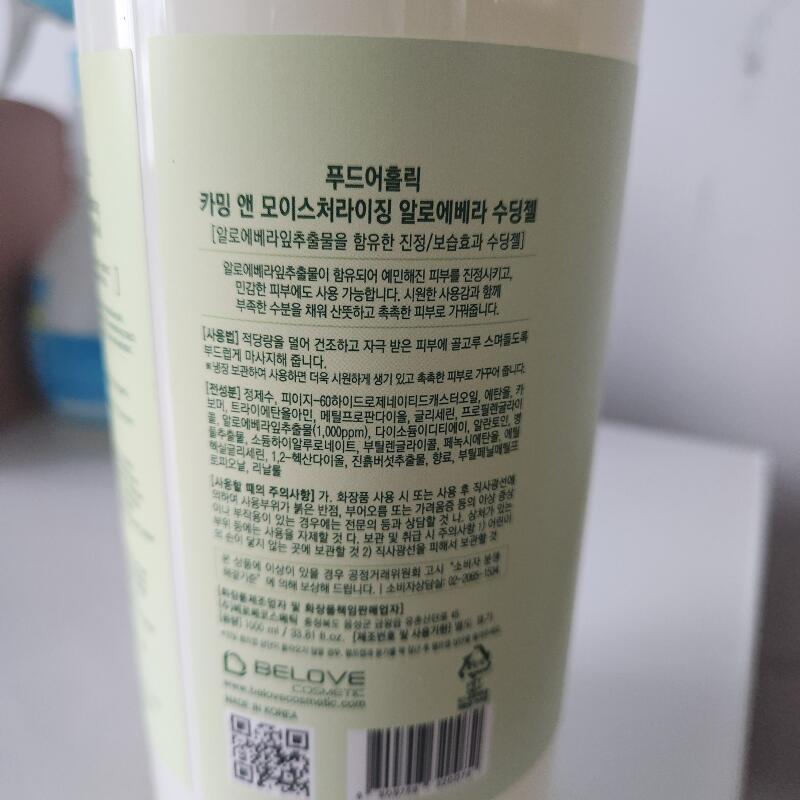 푸드어홀릭
카밍 앤 모이스처라이징 알로에베라 수딩젤
[알로에베라잎추출물을 함유한 진정/보습효과 수딩젤]
알로에베라잎추출물이 함유되어 예민해진 피부를 진정시키고,
민감한 피부에도 사용 가능합니다. 시원한 사용감과 함께
부족한 수분을 채워 산뜻하고 촉촉한 피부로 가꿔줍니다.
[사용법] 적당량을 덜어 건조하고 자극 받은 피부에 골고루 스며들도록
부드럽게 마사지해 줍니다.
※냉장 보관하여 사용하면 더욱 시원하게 생기 있고 촉촉한 피부로 가꾸어 줍니다.
[전성분] 정제수, 피이지-60하이드로제네이티드캐스터오일, 에탄올, 카
보머, 트라이에탄올아민, 메틸프로판다이올, 글리세린, 프로필렌글라이
콜, 알로에베라잎추출물(1,000ppm), 다이소듐이디티에이, 알란토인, 병
풀추출물, 소듐하이알루로네이트, 부틸렌글라이콜, 페녹시에탄올, 에틸
헥실글리세린, 1,2-헥산다이올, 진흙버섯추출물, 향료, 부틸페닐메틸프
로피오날, 리날룰
[사용할 때의 주의사항] 가. 화장품 사용 시 또는 사용 후 직사광선에
의하여 사용부위가 붉은 반점, 부어오름 또는 가려움증 등의 이상 증상
이나 부작용이 있는 경우에는 전문의 등과 상담할 것 나. 상처가 있는
부위 등에는 사용을 자제할 것 다. 보관 및 취급 시 주의사항 1) 어린이
의 손이 닿지 않는 곳에 보관할 것 2) 직사광선을 피해서 보관할 것
본 상품에 이상이 있을 경우 공정거래위원회 고시 "소비자 분쟁
해결기준" 에 의해 보상해 드립니다. | 소비자상담실: 02-2065-1504
[화장품제조업자 및 화장품책임판매업자]
충청북도 음성군 금왕읍
1000 ml / 33.81 fl.oz. [제조번호 및 사용기한] 별도 표기
BELOVE
COSMETIC
www.belovecosmetic.com
MADE IN KOREA